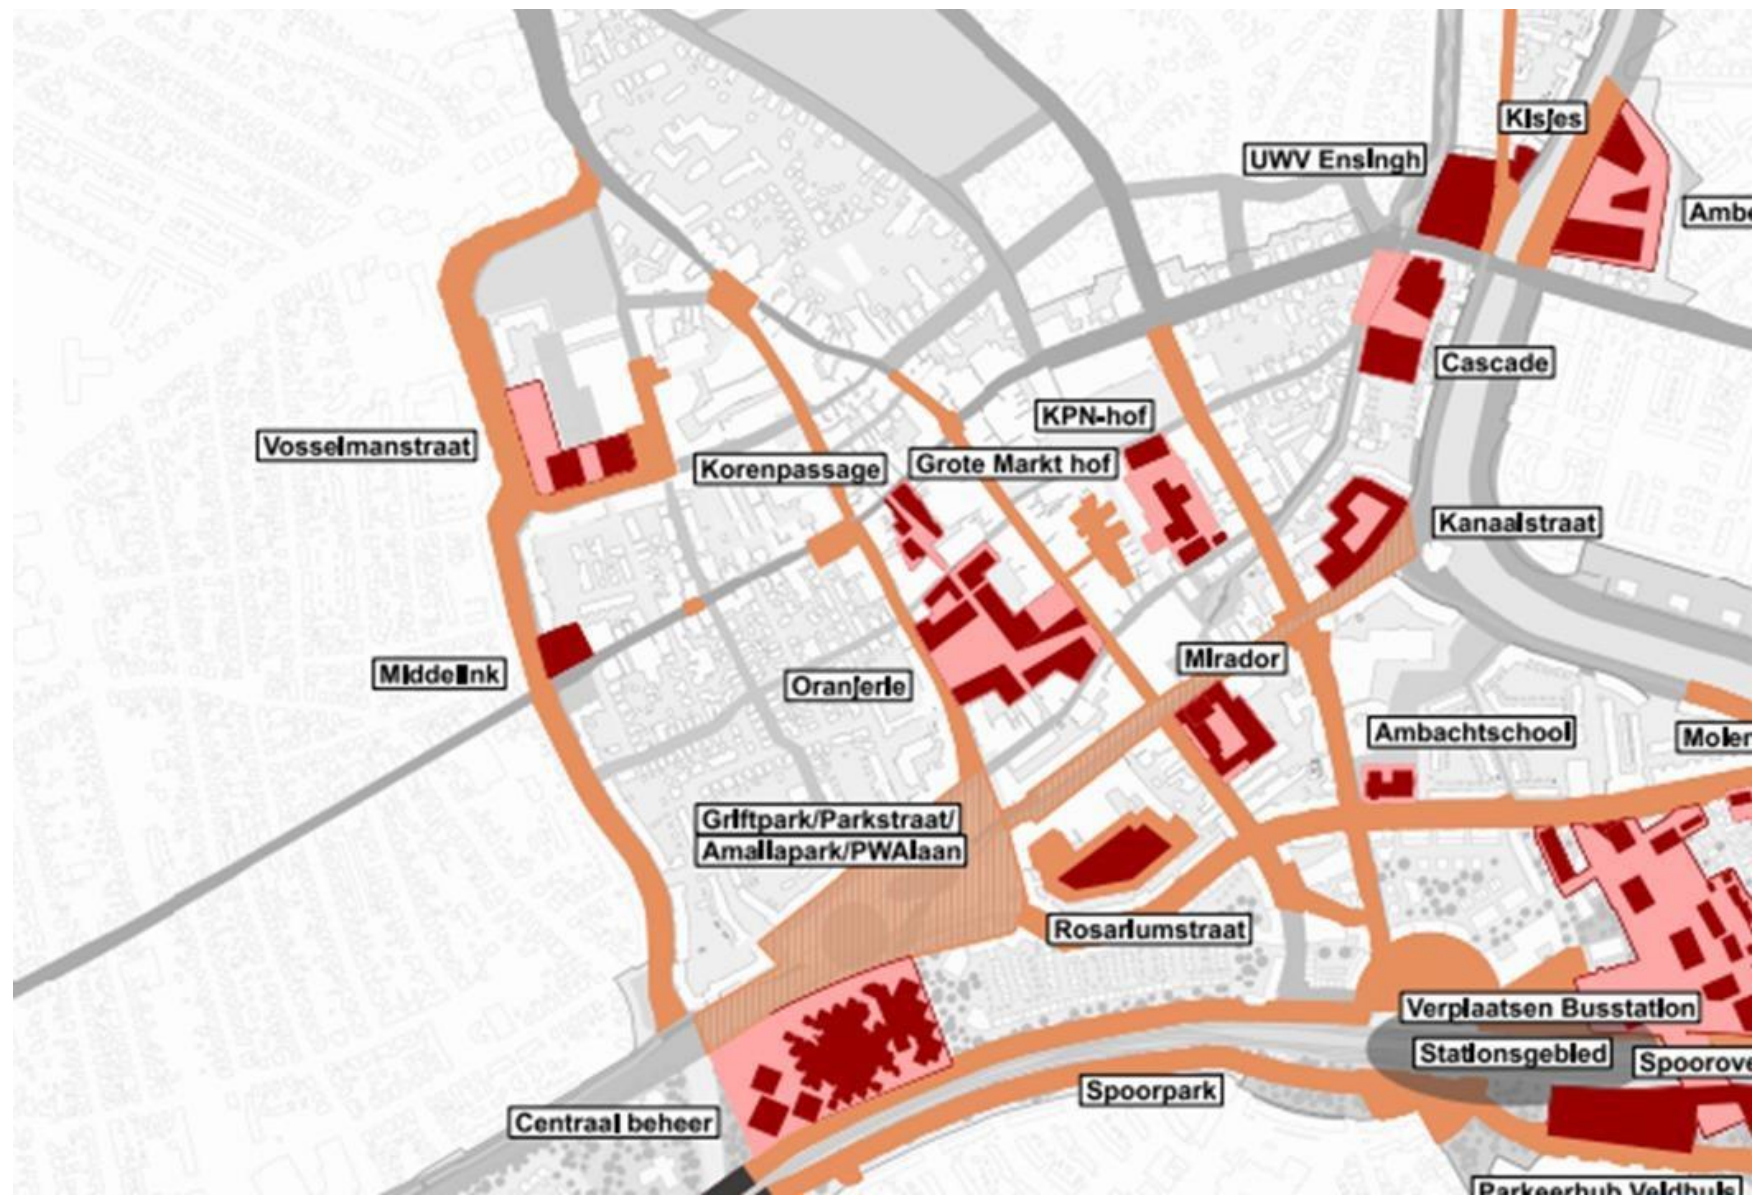 Kisjes
UWV Ensingh
Ambe
Cascade
KPN-hof
Vosselmanstraat
Korenpassage
Grote Markt hof
Kanaalstraat
Mirador
Middelink
Oranjerie
Ambachtschool
Molen
Griftpark/Parkstraat/
Amaliapark/PWAlaan
Rosariumstraat
Verplaatsen Busstation
Stationsgebied
Spoorove
Spoorpark
Centraal beheer
Parkeerhub Veldhuis